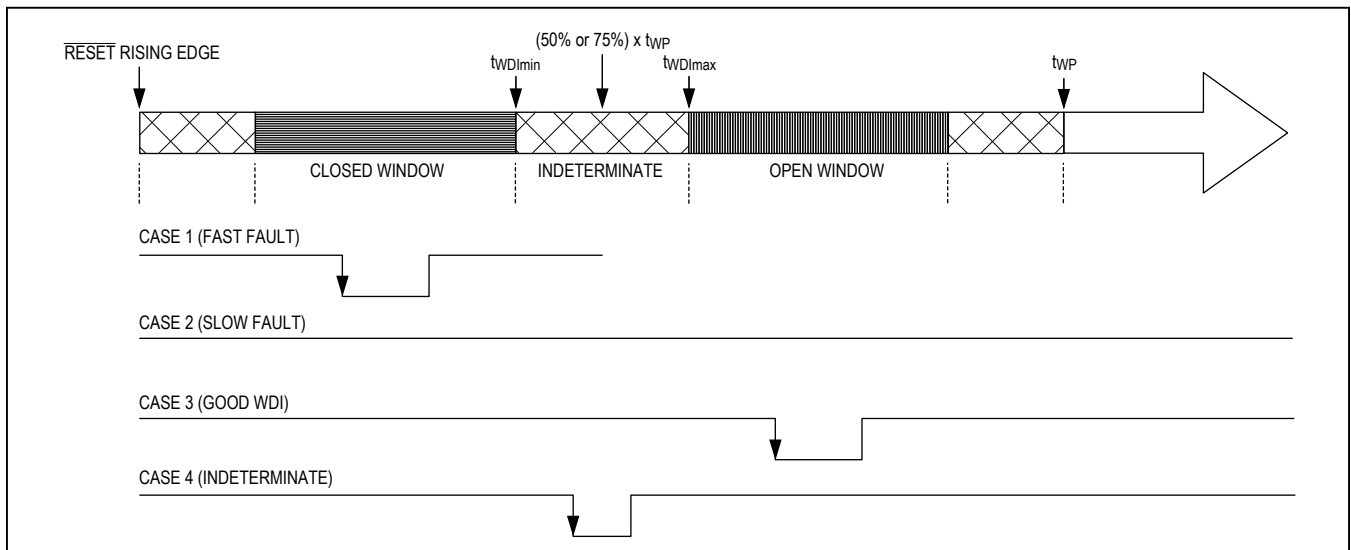 (50% or 75%) x tWP
RESET RISING EDGE
tWDImin
tWDImax
tWP
CLOSED WINDOW
INDETERMINATE
OPEN WINDOW
CASE 1 (FAST FAULT)
CASE 2 (SLOW FAULT)
CASE 3 (GOOD WDI)
CASE 4 (INDETERMINATE)